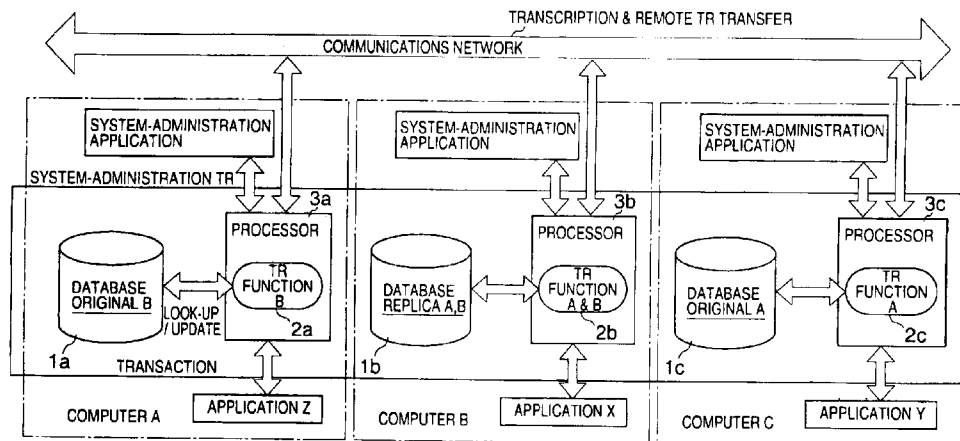 TRANSCRIPTION & REMOTE TR TRANSFER
COMMUNICATIONS NETWORK
SYSTEM-ADMINISTRATION
APPLICATION
SYSTEM-ADMINISTRATION
APPLICATION
SYSTEM-ADMINISTRATION
APPLICATION
SYSTEM-ADMINISTRATION TR
3a
3b
3c
PROCESSOR
PROCESSOR
PROCESSOR
DATABASE
ORIGINAL B
LOOK-UP
/ UPDATE
TR
FUNCTION
B
DATABASE
REPLICA A,B
TR
FUNCTION
A & B
DATABASE
ORIGINAL A
TR
FUNCTION
A
1a
2a
1b
2b
1c
2c
TRANSACTION
COMPUTER A
APPLICATION Z
COMPUTER B
APPLICATION X
COMPUTER C
APPLICATION Y